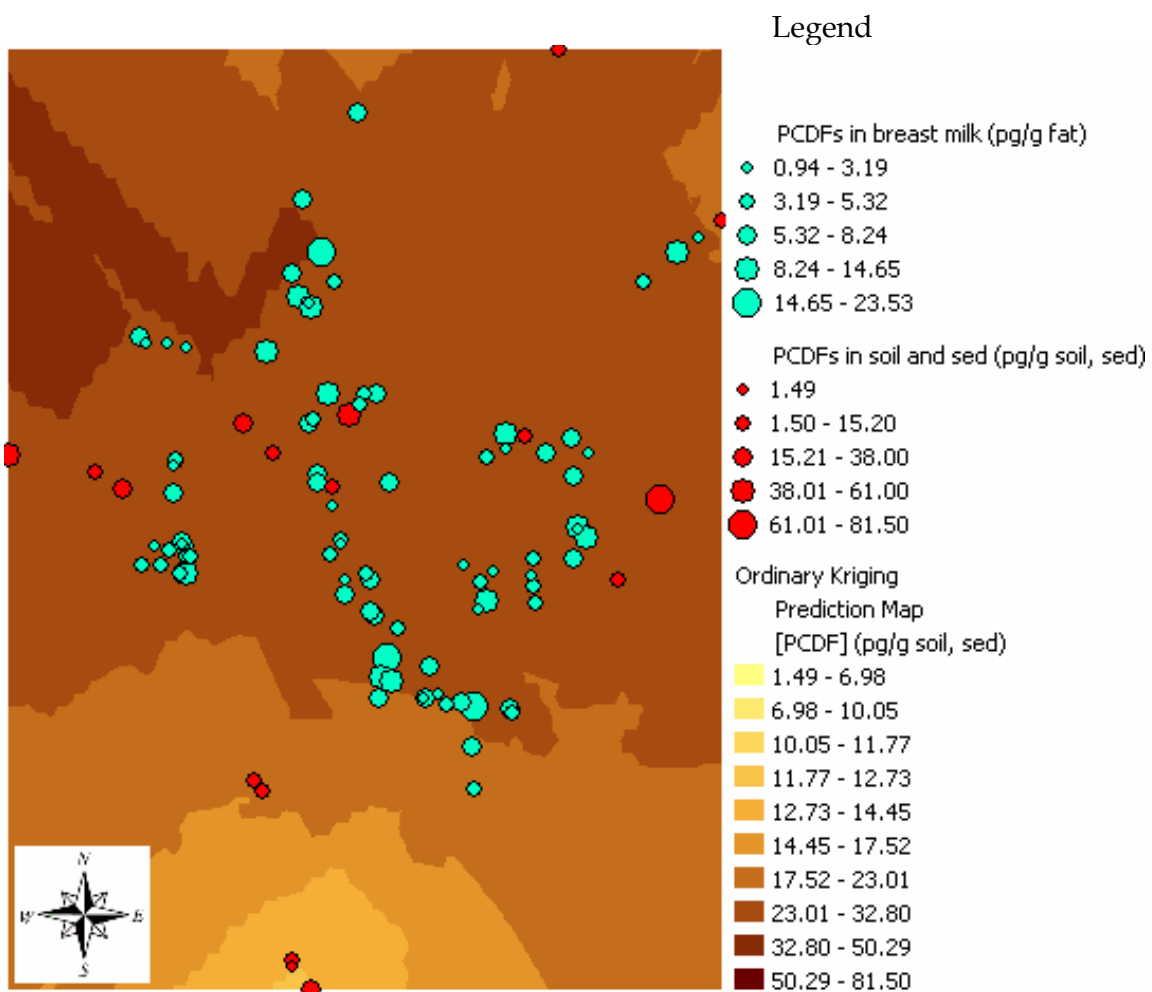 Legend
PCDFs in breast milk (pg/g fat)
0.94 - 3.19
3.19 - 5.32
5.32 - 8.24
8.24 - 14.65
14.65 - 23.53
PCDFs in soil and sed (pg/g soil, sed)
1.49
1.50 - 15.20
15.21 - 38.00
38.01 - 61.00
61.01 - 81.50
Ordinary Kriging
Prediction Map
[PCDF] (pg/g soil, sed)
1.49 - 6.98
6.98 - 10.05
10.05 - 11.77
11.77 - 12.73
12.73 - 14.45
14.45 - 17.52
17.52 - 23.01
23.01 - 32.80
32.80 - 50.29
50.29 - 81.50
N
W E
S